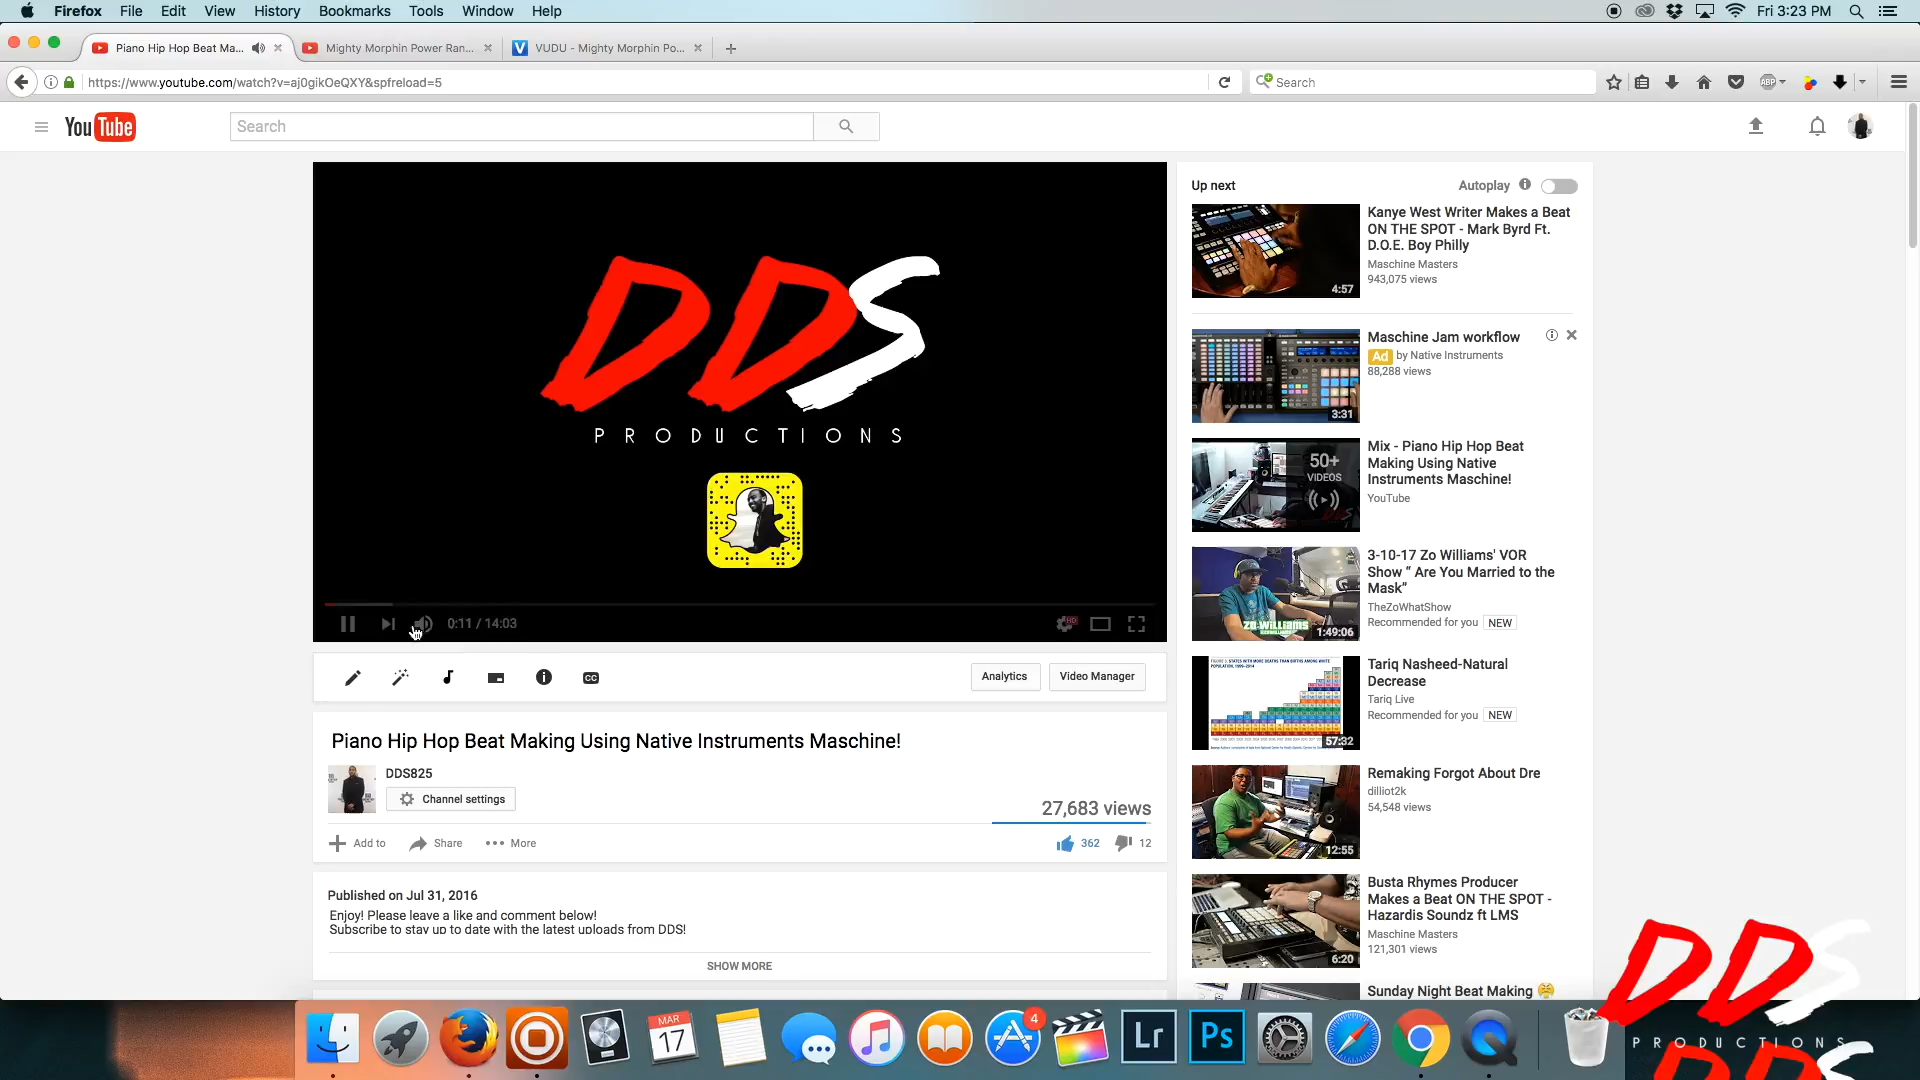 Firefox File Edit View History Bookmarks Tools Window Help Fri 3:23 PM
Piano Hip Hop Beat Ma... Mighty Morphin Power Ran... VUDU - Mighty Morphin Po...
https://www.youtube.com/watch?v=aj0gikOeQXY&spfreload=5 Search ABP
YouTube Search
DDS
PRODUCTIONS
0:11 / 14:03 HD
CC Analytics Video Manager
Piano Hip Hop Beat Making Using Native Instruments Maschine!
DDS825
Channel settings
27,683 views
Add to Share More 362 12
Published on Jul 31, 2016
Enjoy! Please leave a like and comment below!
Subscribe to stay up to date with the latest uploads from DDS!
SHOW MORE
Up next Autoplay
Kanye West Writer Makes a Beat
ON THE SPOT - Mark Byrd Ft.
D.O.E. Boy Philly
Maschine Masters
943,075 views
4:57
Maschine Jam workflow
Ad by Native Instruments
88,288 views
3:31
Mix - Piano Hip Hop Beat
Making Using Native
Instruments Maschine!
YouTube
50+
VIDEOS
3-10-17 Zo Williams' VOR
Show “ Are You Married to the
Mask”
TheZoWhatShow
Recommended for you NEW
ZO WILLIAMS
1:49:06
Tariq Nasheed-Natural
Decrease
Tariq Live
Recommended for you NEW
57:32
Remaking Forgot About Dre
dilliot2k
54,548 views
12:55
Busta Rhymes Producer
Makes a Beat ON THE SPOT -
Hazardis Soundz ft LMS
Maschine Masters
121,301 views
6:20
Sunday Night Beat Making
MAR
17
4
Lr Ps
DDS
PRODUCTIONS